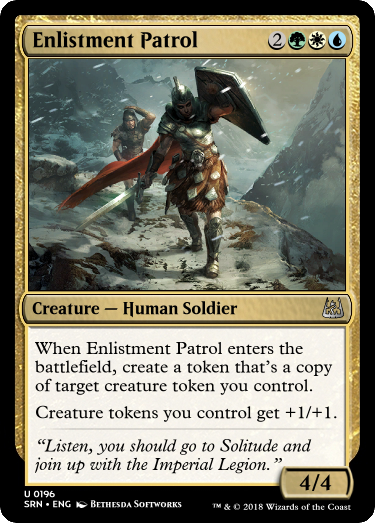 Enlistment Patrol 2
Creature — Human Soldier
When Enlistment Patrol enters the
battlefield, create a token that's a copy
of target creature token you control.
Creature tokens you control get +1/+1.
“Listen, you should go to Solitude and
join up with the Imperial Legion.”
4/4
U 0196
SRN • ENG Bethesda Softworks
™ & © 2018 Wizards of the Coast